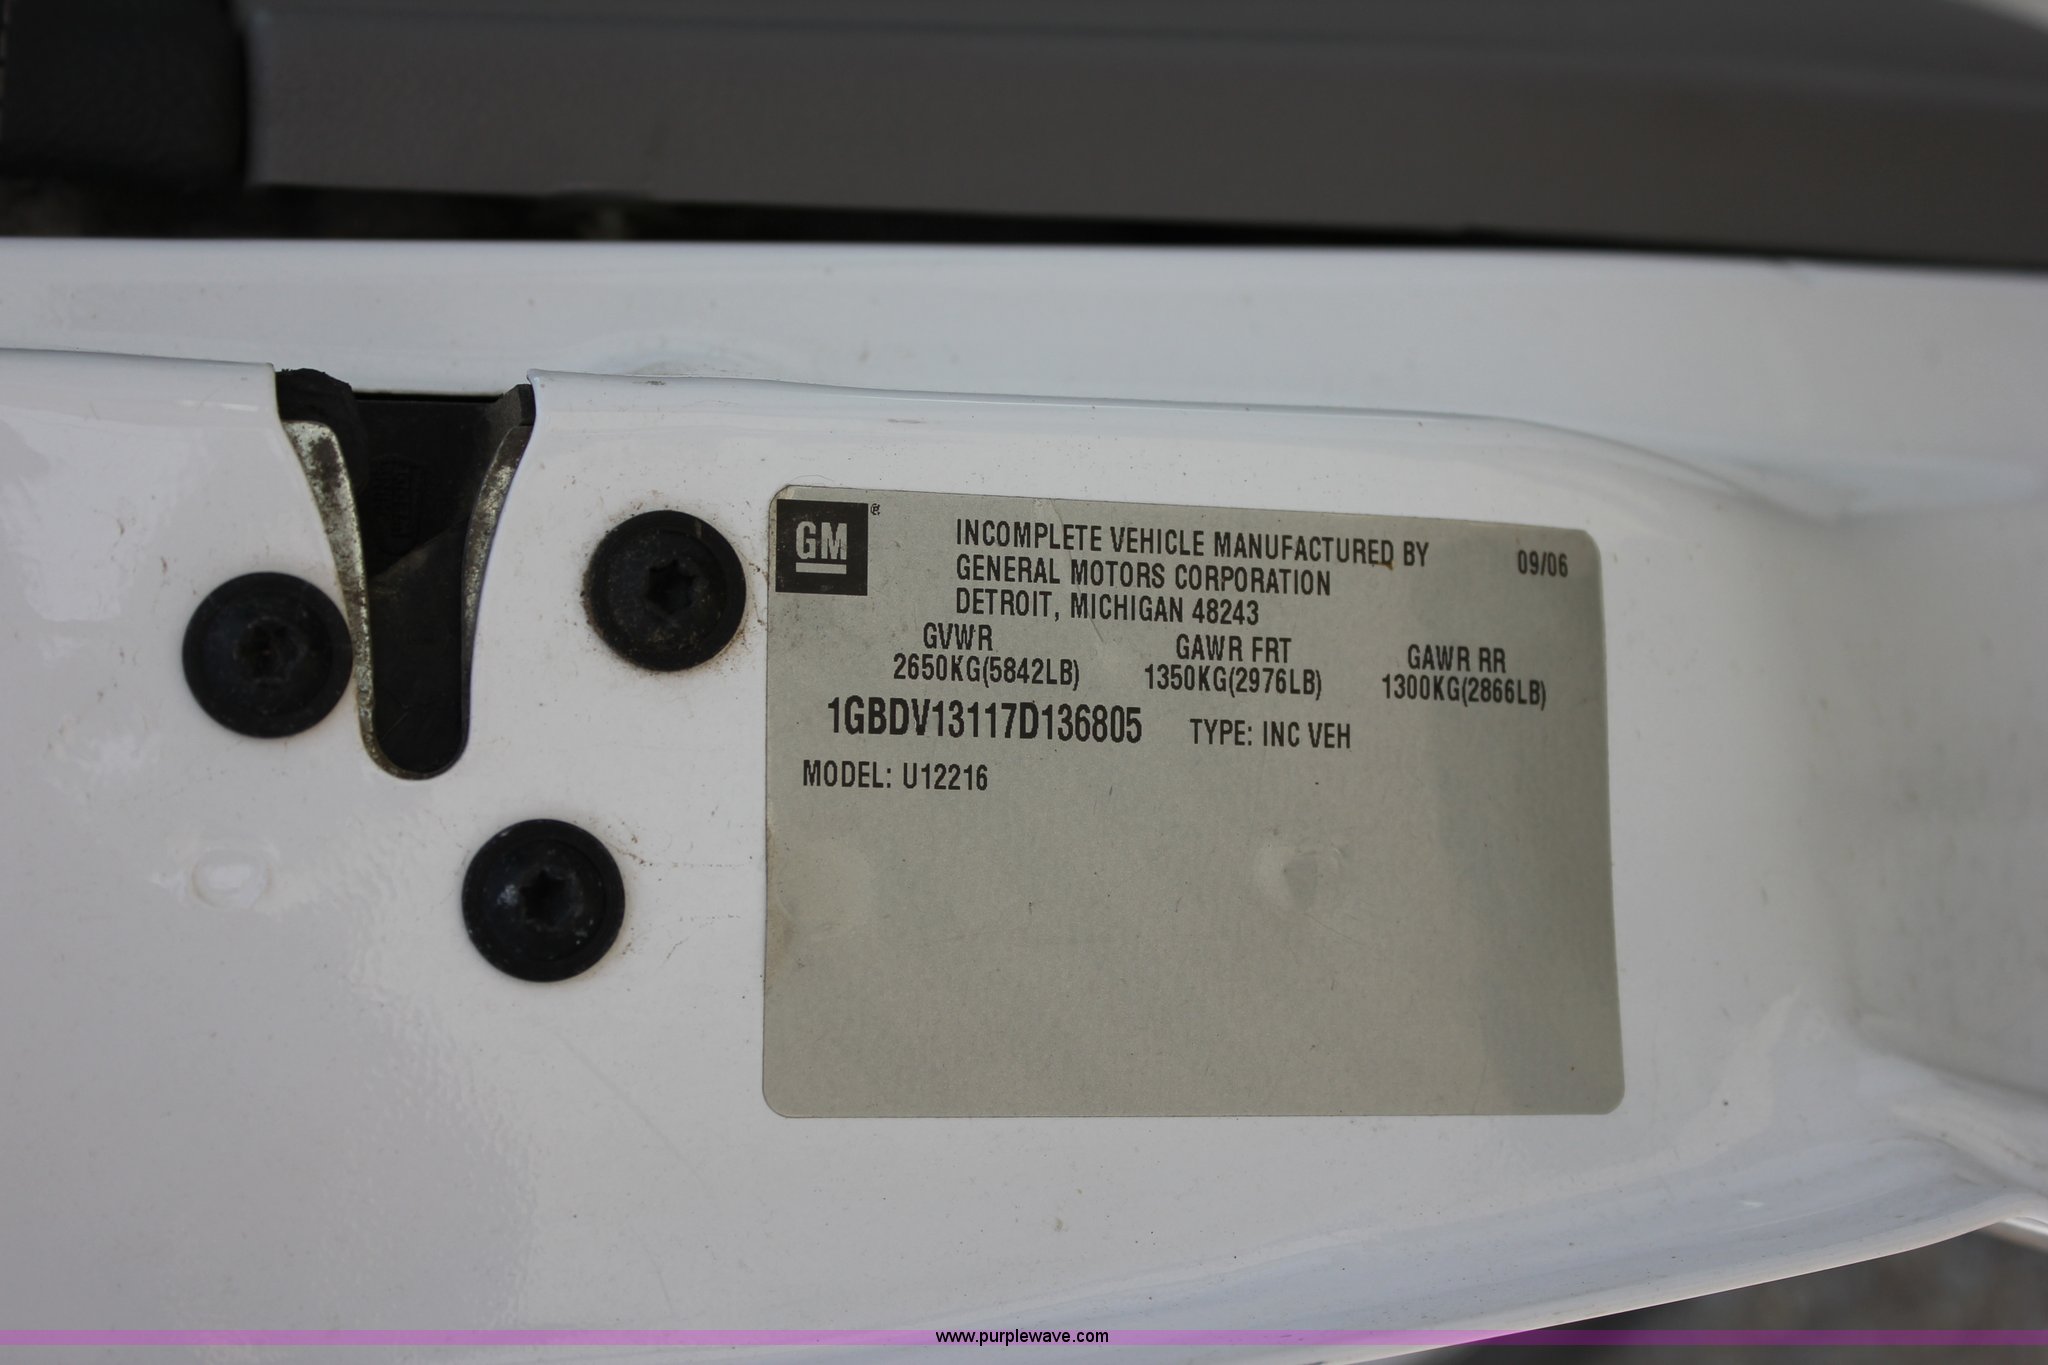 GM ®
INCOMPLETE VEHICLE MANUFACTURED BY 09/06
GENERAL MOTORS CORPORATION
DETROIT, MICHIGAN 48243
GVWR GAWR FRT GAWR RR
2650KG(5842LB) 1350KG(2976LB) 1300KG(2866LB)
1GBDV13117D136805 TYPE: INC VEH
MODEL: U12216
www.purplewave.com